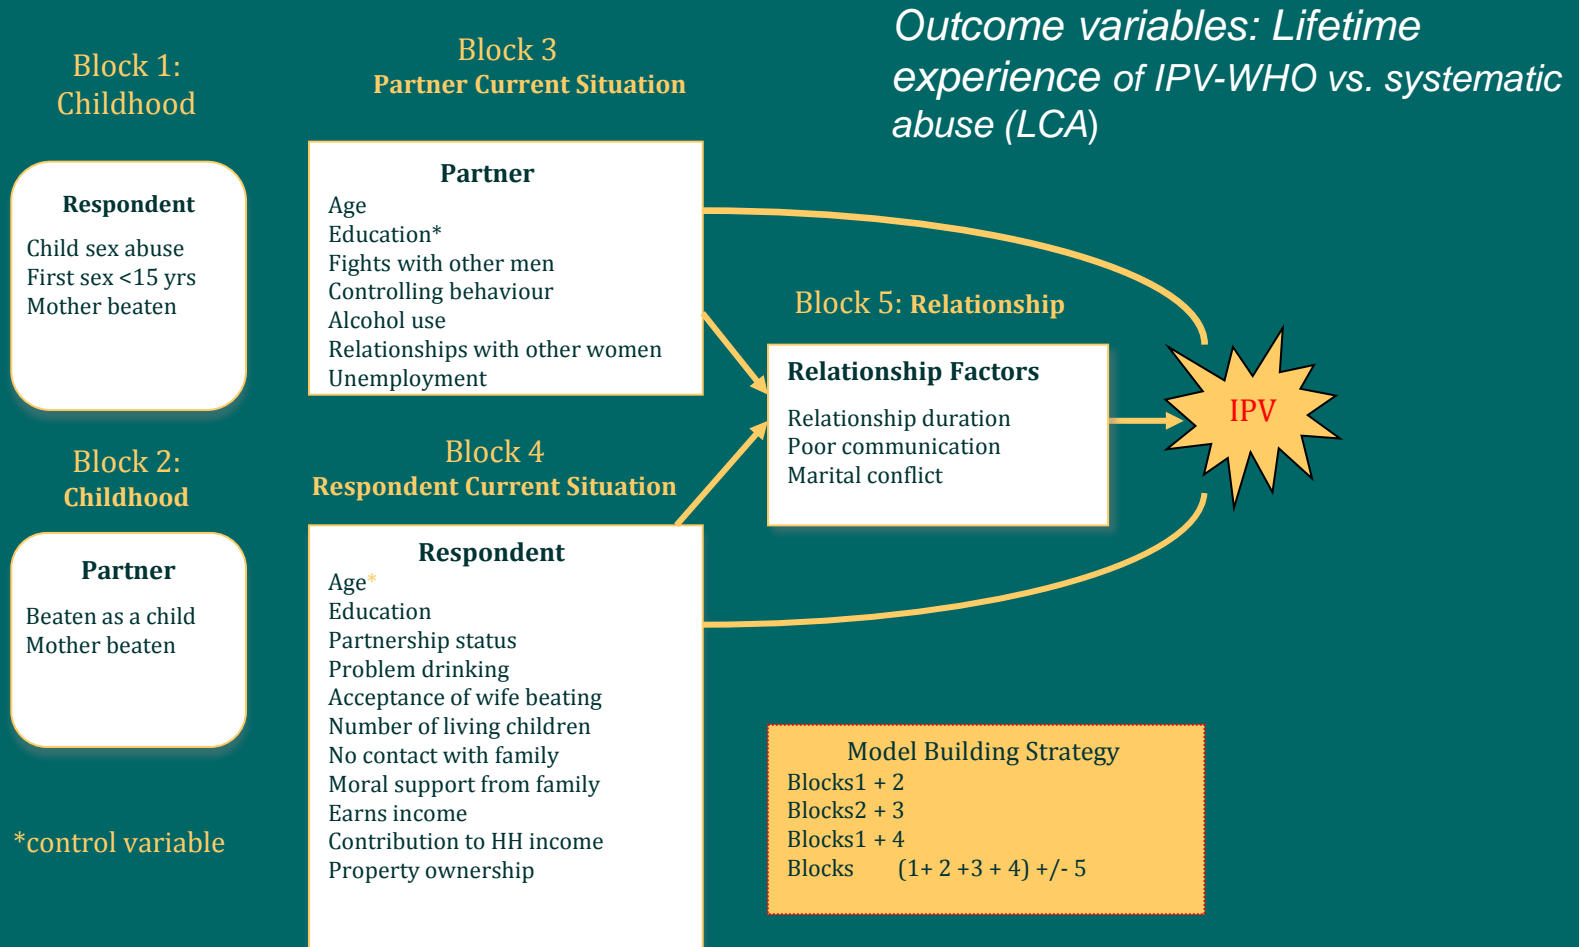 Outcome variables: Lifetime
experience of IPV-WHO vs. systematic
abuse (LCA)
Block 1:
Childhood
Respondent
Child sex abuse
First sex <15 yrs
Mother beaten
Block 2:
Childhood
Partner
Beaten as a child
Mother beaten
*control variable
Block 3
Partner Current Situation
Partner
Age
Education*
Fights with other men
Controlling behaviour
Alcohol use
Relationships with other women
Unemployment
Block 4
Respondent Current Situation
Respondent
Age*
Education
Partnership status
Problem drinking
Acceptance of wife beating
Number of living children
No contact with family
Moral support from family
Earns income
Contribution to HH income
Property ownership
Block 5: Relationship
Relationship Factors
Relationship duration
Poor communication
Marital conflict
IPV
Model Building Strategy
Blocks1 + 2
Blocks2 + 3
Blocks1 + 4
Blocks (1+ 2 +3 + 4) +/- 5